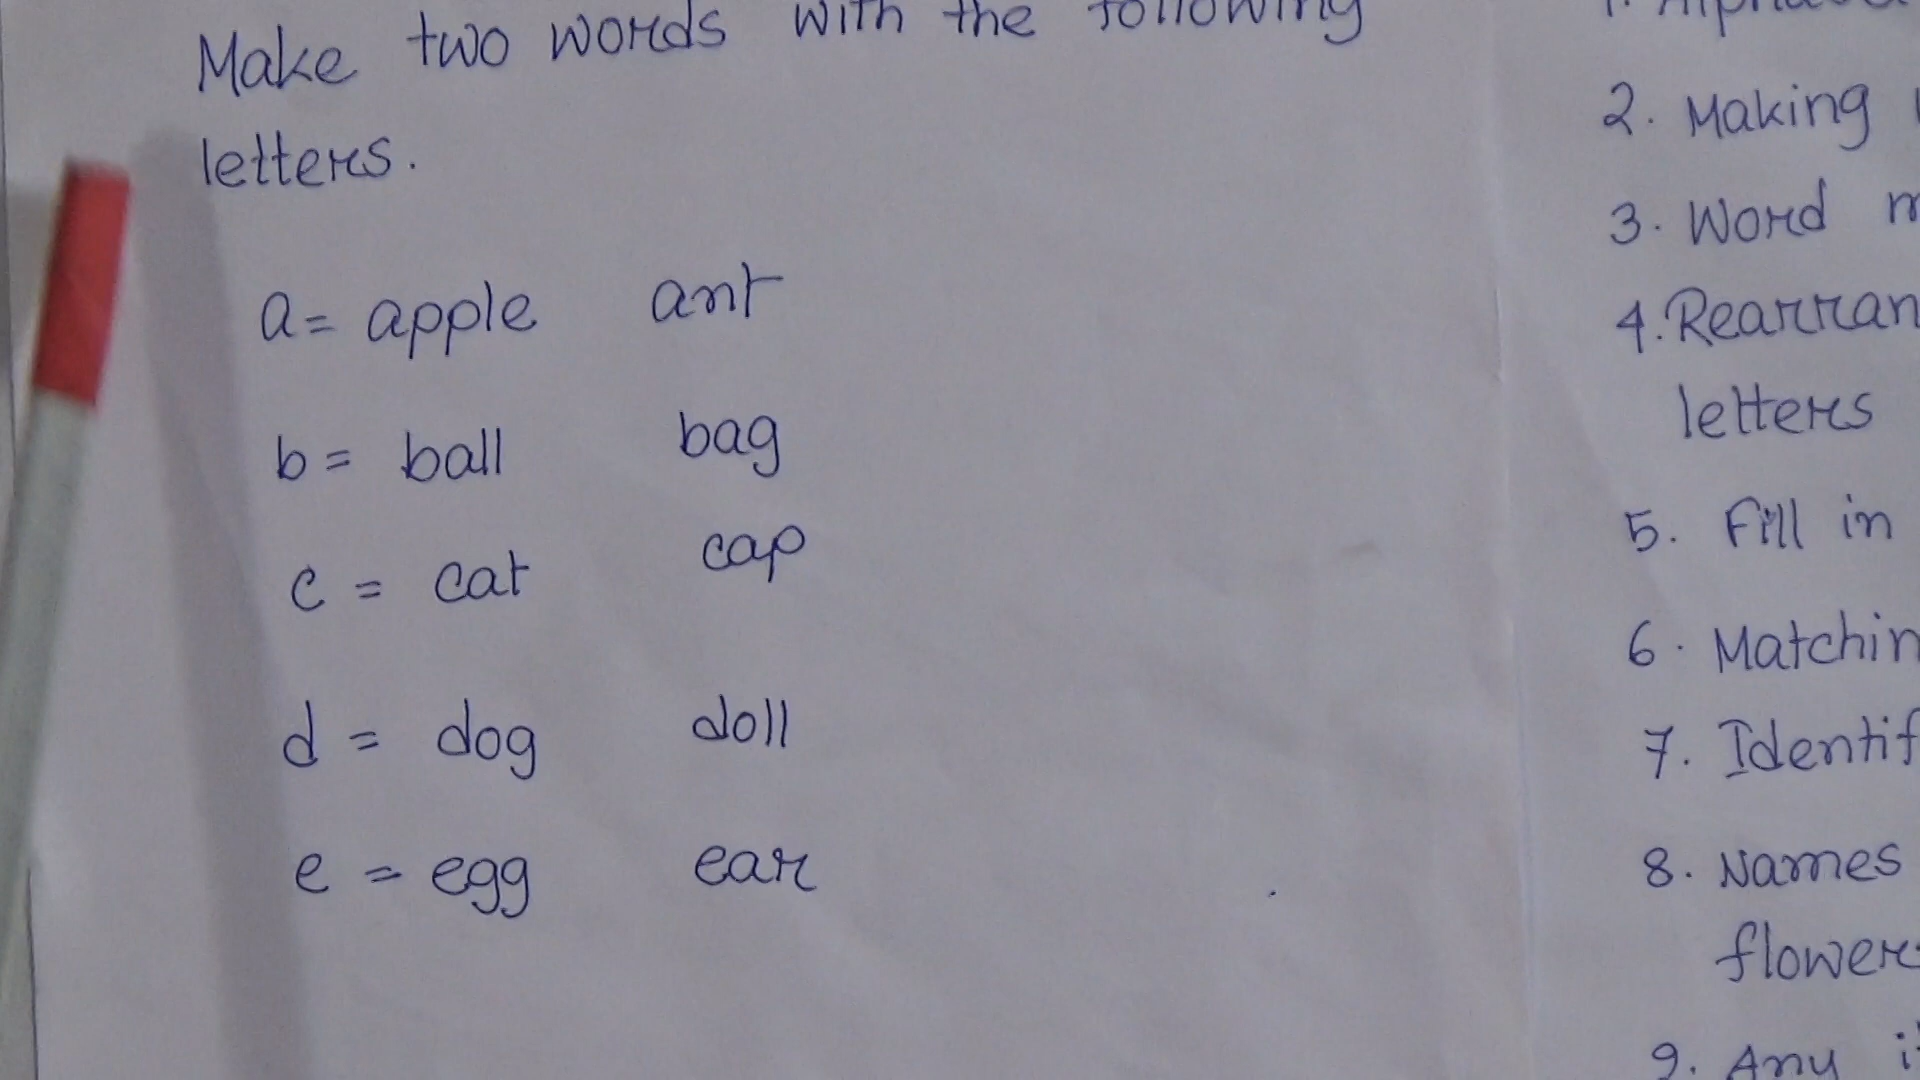 Make two words with the following
letters.
a= apple ant
b= ball bag
c = cat cap
d = dog doll
e = egg ear
2. Making
3. Word
4. Rearran
letters
5. Fill in
6. Matchin
7. Identif
8. Names
flower
9. Any